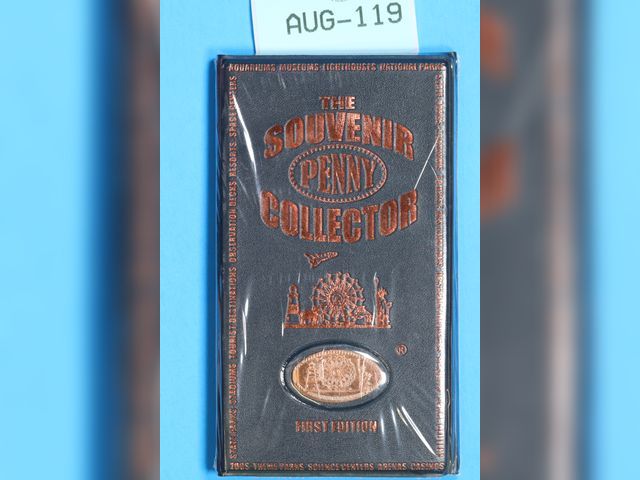 AUG-119
AQUARIUMS MUSEUMS LIGHTHOUSES NATIONAL PARKS
THE
SOUVENIR
PENNY
COLLECTOR
®
FIRST EDITION
STATE PARKS STADIUMS TOURIST DESTINATIONS OBSERVATION DECKS RESORTS SPACE CENTERS
ZOOS THEME PARKS SCIENCE CENTERS ARENAS CASINOS